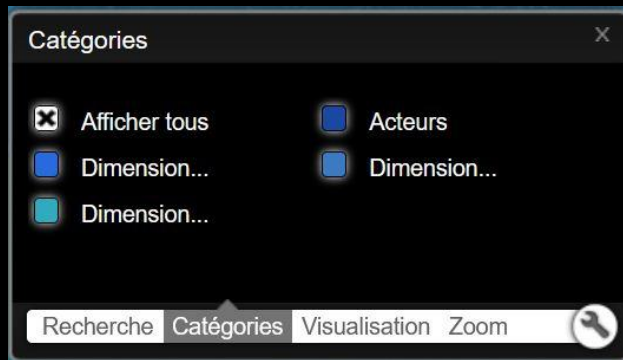 Catégories X
Afficher tous Acteurs
Dimension... Dimension...
Dimension...
Recherche Catégories Visualisation Zoom